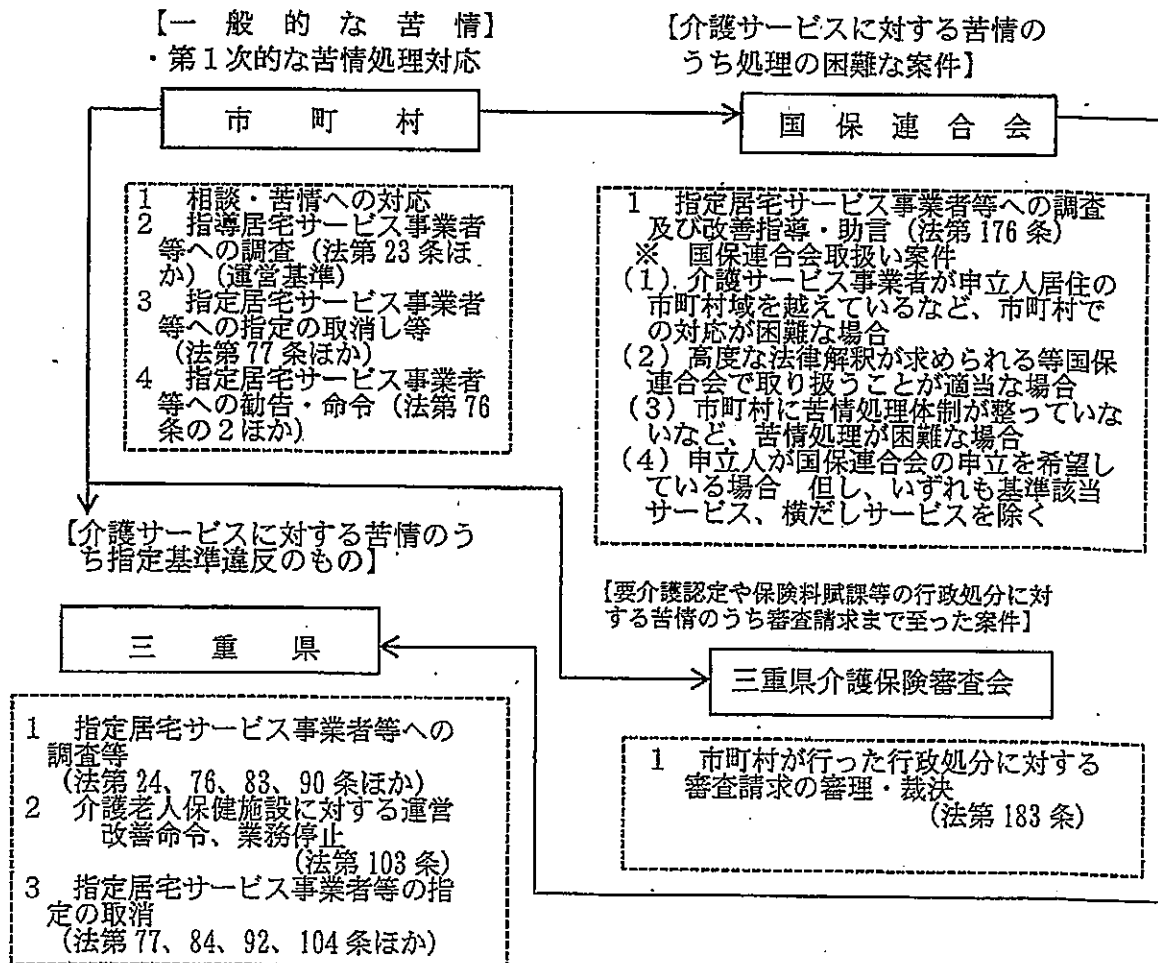 【一般的な苦情】
・第1次的な苦情処理対応
市町村
1 相談・苦情への対応
2 指導居宅サービス事業者
等への調査（法第23条ほ
か）（運営基準）
3 指定居宅サービス事業者
等への指定の取消し等
（法第77条ほか）
4 指定居宅サービス事業者
等への勧告・命令（法第76
条の2ほか）
【介護サービスに対する苦情の
うち処理の困難な案件】
国保連合会
1 指定居宅サービス事業者等への調査
及び改善指導・助言（法第176条）
※ 国保連合会取扱い案件
（1）介護サービス事業者が申立人居住の
市町村域を越えているなど、市町村で
の対応が困難な場合
（2）高度な法律解釈が求められる等国保
連合会で取り扱うことが適当な場合
（3）市町村に苦情処理体制が整っていな
いなど、苦情処理が困難な場合
（4）申立人が国保連合会の申立を希望し
ている場合 但し、いずれも基準該当
サービス、横だしサービスを除く
【介護サービスに対する苦情のう
ち指定基準違反のもの】
三重県
1 指定居宅サービス事業者等への
調査等
（法第24、76、83、90条ほか）
2 介護老人保健施設に対する運営
改善命令、業務停止
（法第103条）
3 指定居宅サービス事業者等の指
定の取消
（法第77、84、92、104条ほか）
【要介護認定や保険料賦課等の行政処分に対
する苦情のうち審査請求まで至った案件】
三重県介護保険審査会
1 市町村が行った行政処分に対する
審査請求の審理・裁決
（法第183条）